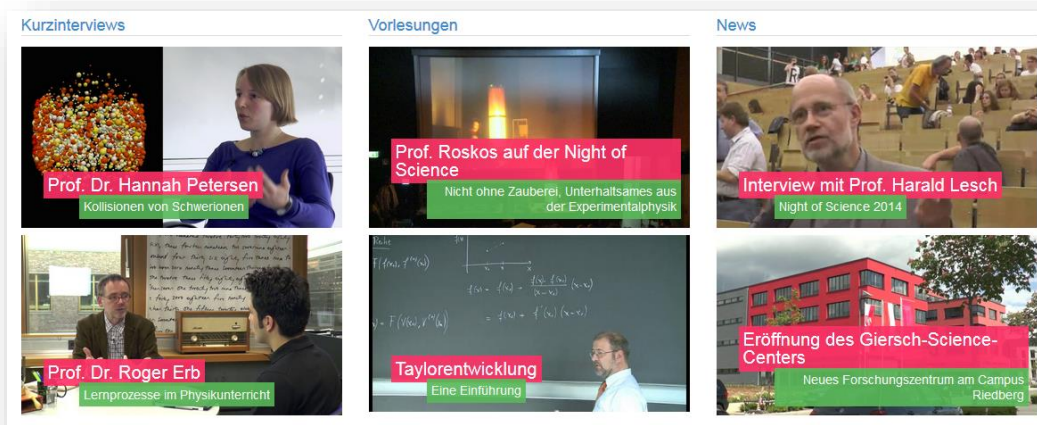 Kurzinterviews
Vorlesungen
News
Prof. Dr. Hannah Petersen
Kollisionen von Schwerionen
Prof. Roskos auf der Night of
Science
Nicht ohne Zauberei, Unterhaltsames aus
der Experimentalphysik
Interview mit Prof. Harald Lesch
Night of Science 2014
Prof. Dr. Roger Erb
Lernprozesse im Physikunterricht
Taylorentwicklung
Eine Einführung
Eröffnung des Giersch-Science-
Centers
Neues Forschungszentrum am Campus
Riedberg